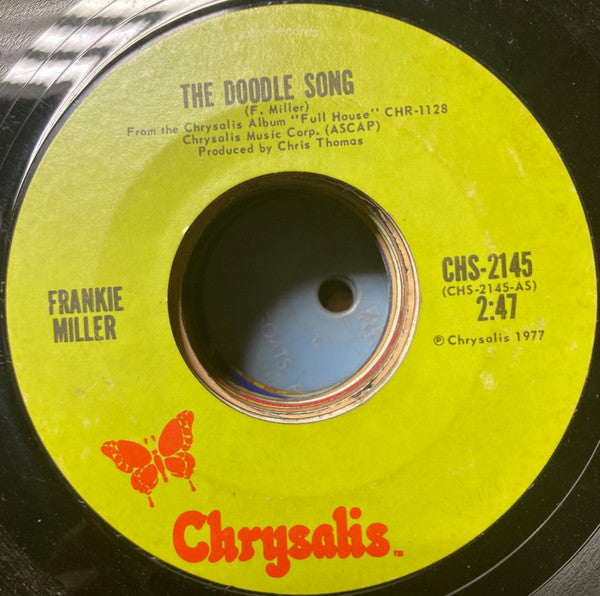 THE DOODLE SONG
(F. Miller)
From the Chrysalis Album "Full House" CHR-1128
Chrysalis Music Corp. (ASCAP)
Produced by Chris Thomas
FRANKIE
MILLER
CHS-2145
(CHS-2145-AS)
2:47
℗ Chrysalis 1977
Chrysalis™